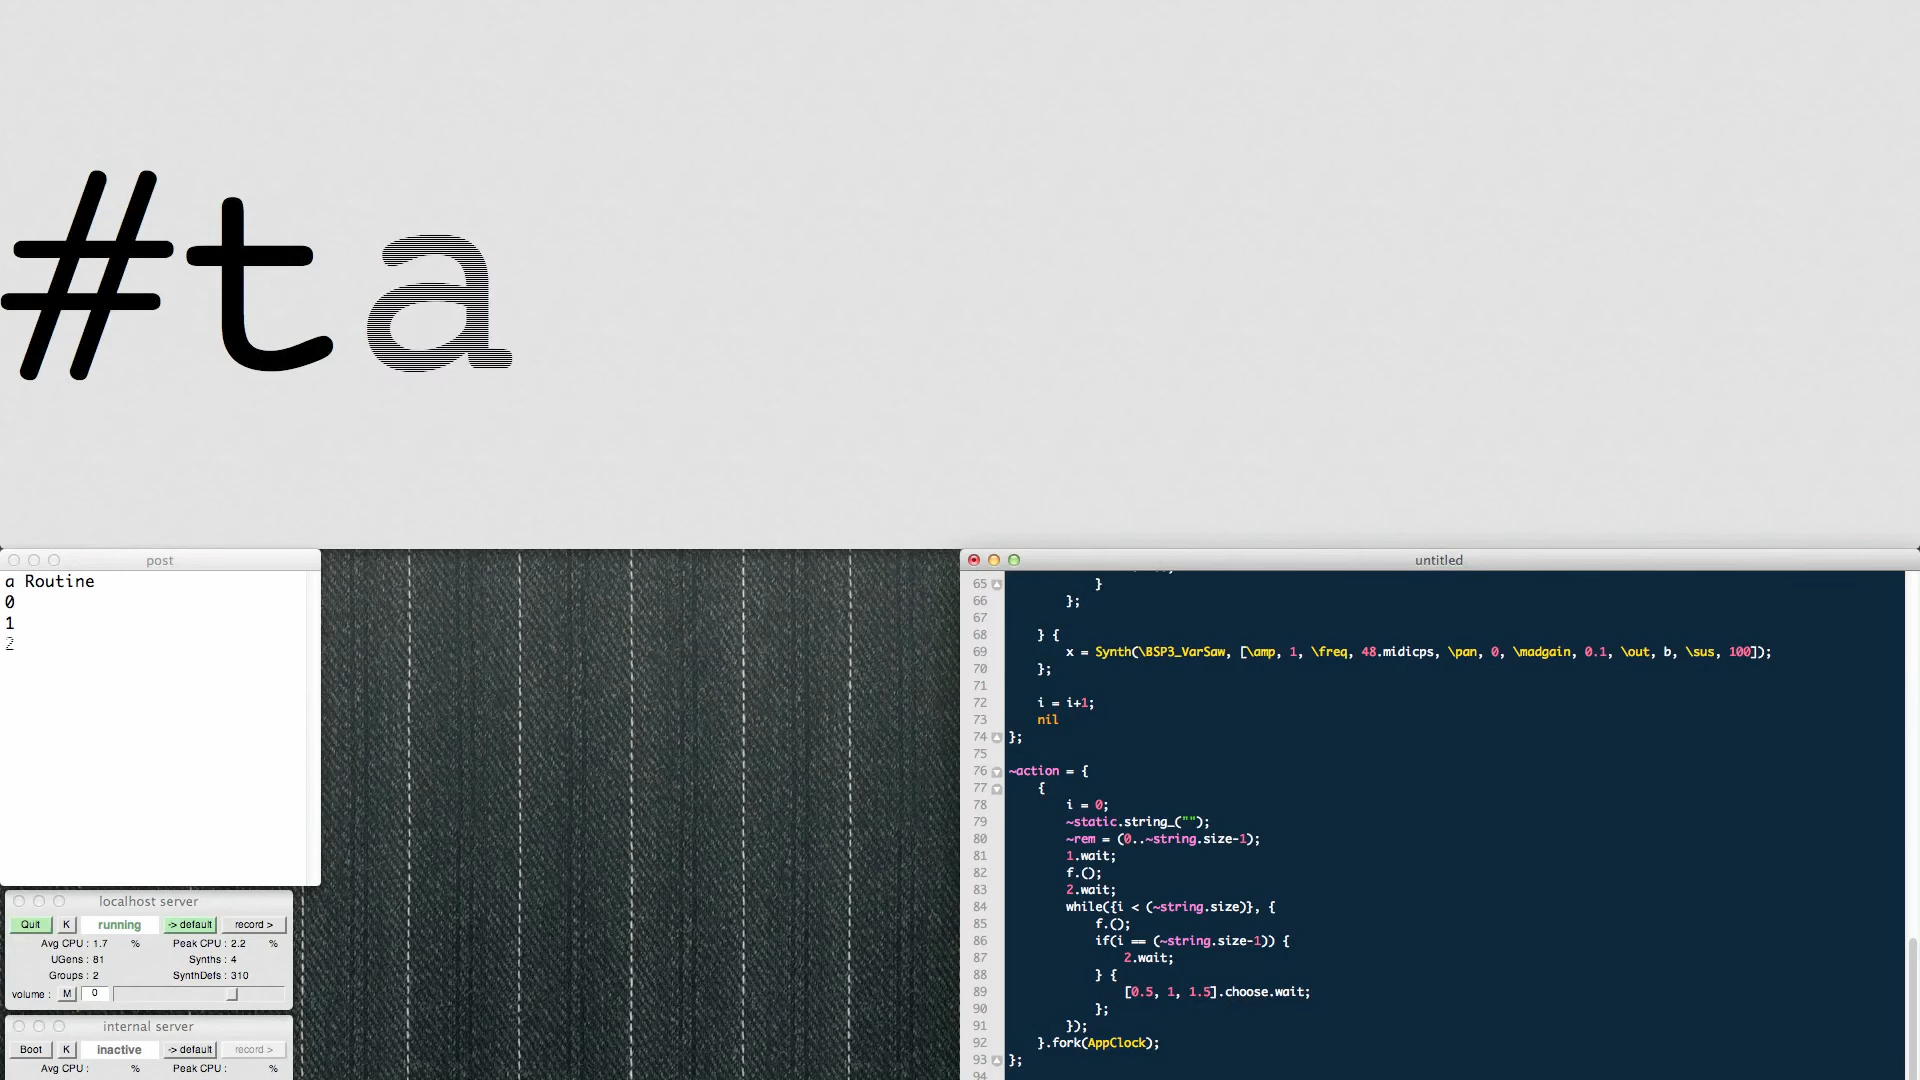 #ta
post
a Routine
0
1
2
localhost server
Quit K running -> default record >
Avg CPU : 1.7 % Peak CPU : 2.2 %
UGens : 81 Synths : 4
Groups : 2 SynthDefs : 310
volume : M 0
internal server
Boot K inactive -> default record >
Avg CPU : % Peak CPU : %
untitled
65 }
66 };
67
68 } {
69 x = Synth(\BSP3_VarSaw, [\amp, 1, \freq, 48.midicps, \pan, 0, \madgain, 0.1, \out, b, \sus, 100]);
70 };
71
72 i = i+1;
73 nil
74 };
75
76 ~action = {
77 {
78 i = 0;
79 ~static.string_("");
80 ~rem = (0..~string.size-1);
81 1.wait;
82 f.();
83 2.wait;
84 while({i < (~string.size)}, {
85 f.();
86 if(i == (~string.size-1)) {
87 2.wait;
88 } {
89 [0.5, 1, 1.5].choose.wait;
90 };
91 });
92 }.fork(AppClock);
93 };
94